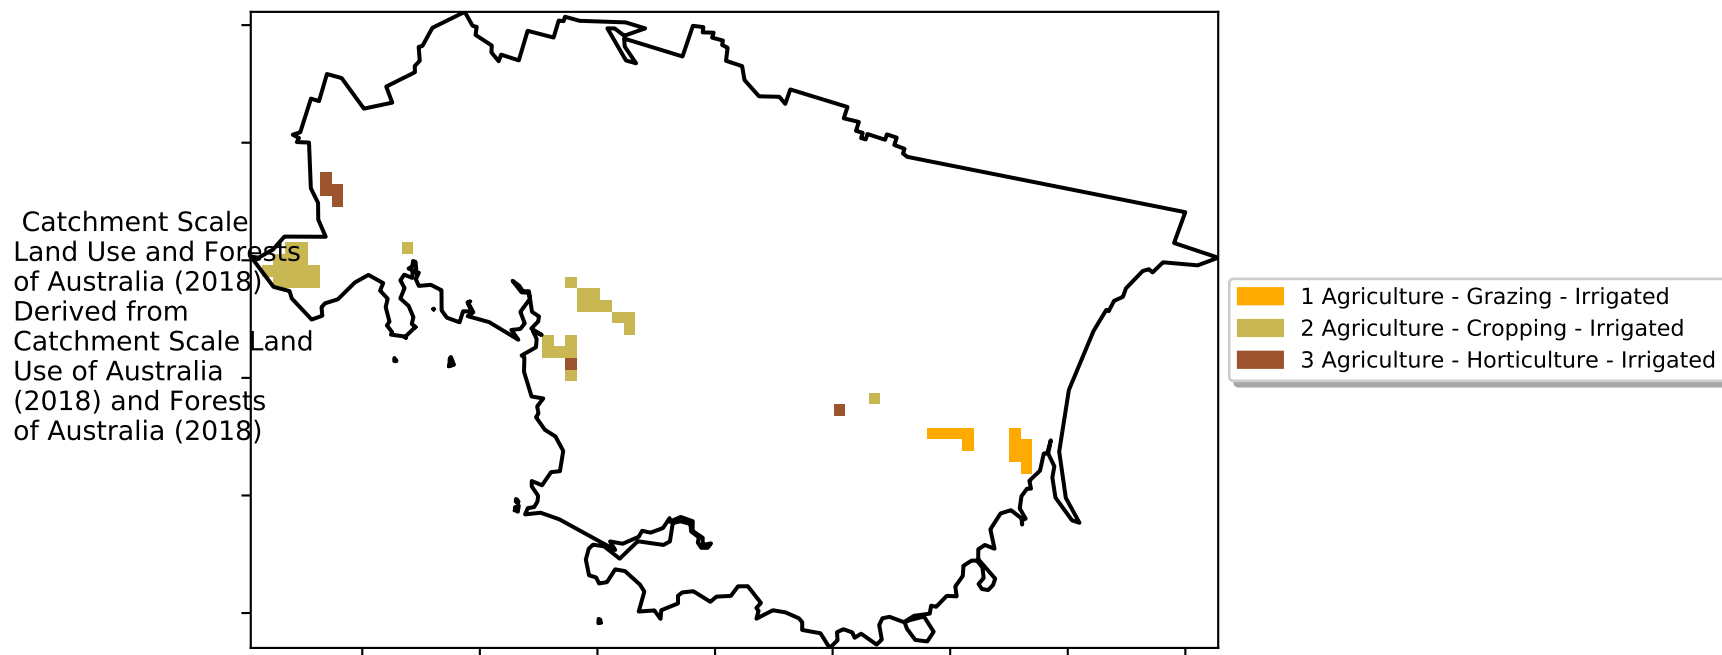 Catchment Scale
Land Use and Forests
of Australia (2018)
Derived from
Catchment Scale Land
Use of Australia
(2018) and Forests
of Australia (2018)
1 Agriculture - Grazing - Irrigated
2 Agriculture - Cropping - Irrigated
3 Agriculture - Horticulture - Irrigated